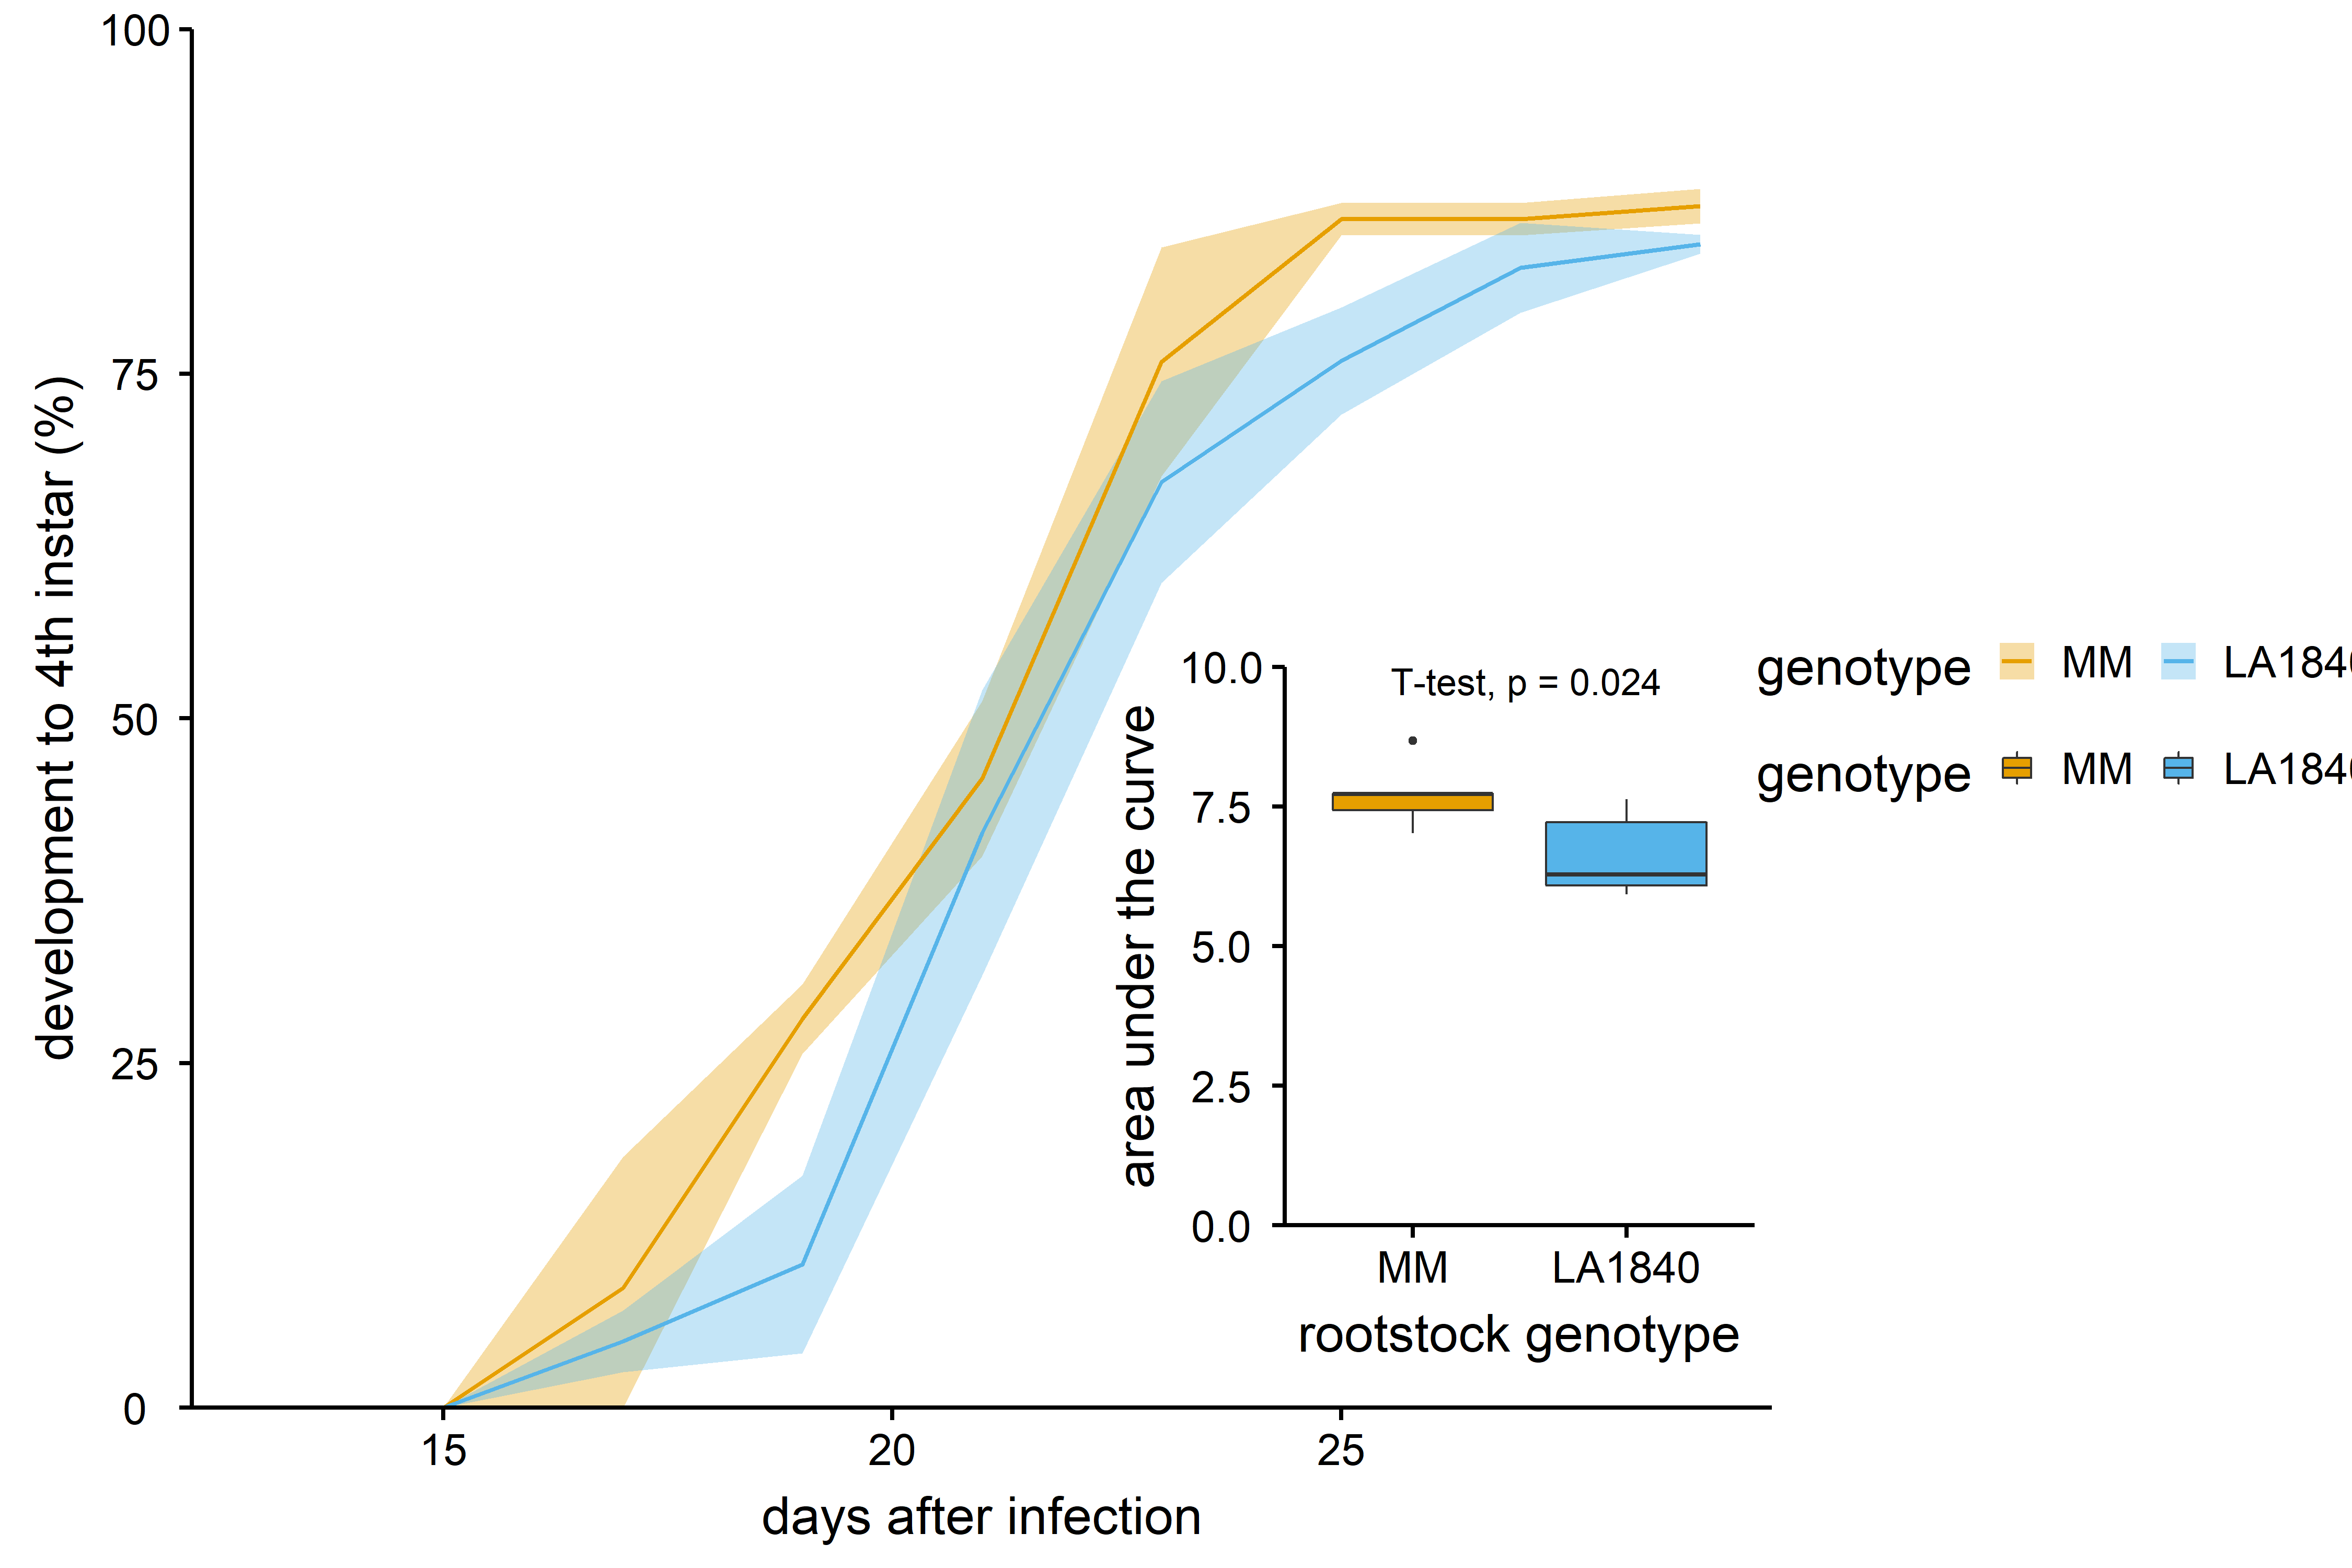 100
75
50
25
0
development to 4th instar (%)
15
20
25
days after infection
10.0
7.5
5.0
2.5
0.0
area under the curve
T-test, p = 0.024
MM
LA1840
rootstock genotype
genotype MM LA184
genotype MM LA184